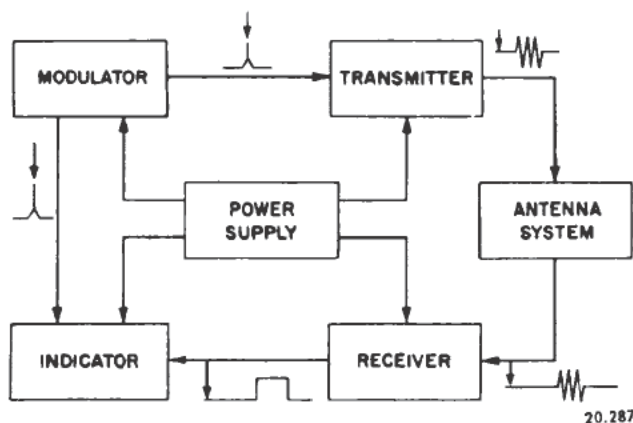 MODULATOR
TRANSMITTER
POWER
SUPPLY
ANTENNA
SYSTEM
INDICATOR
RECEIVER
20.287